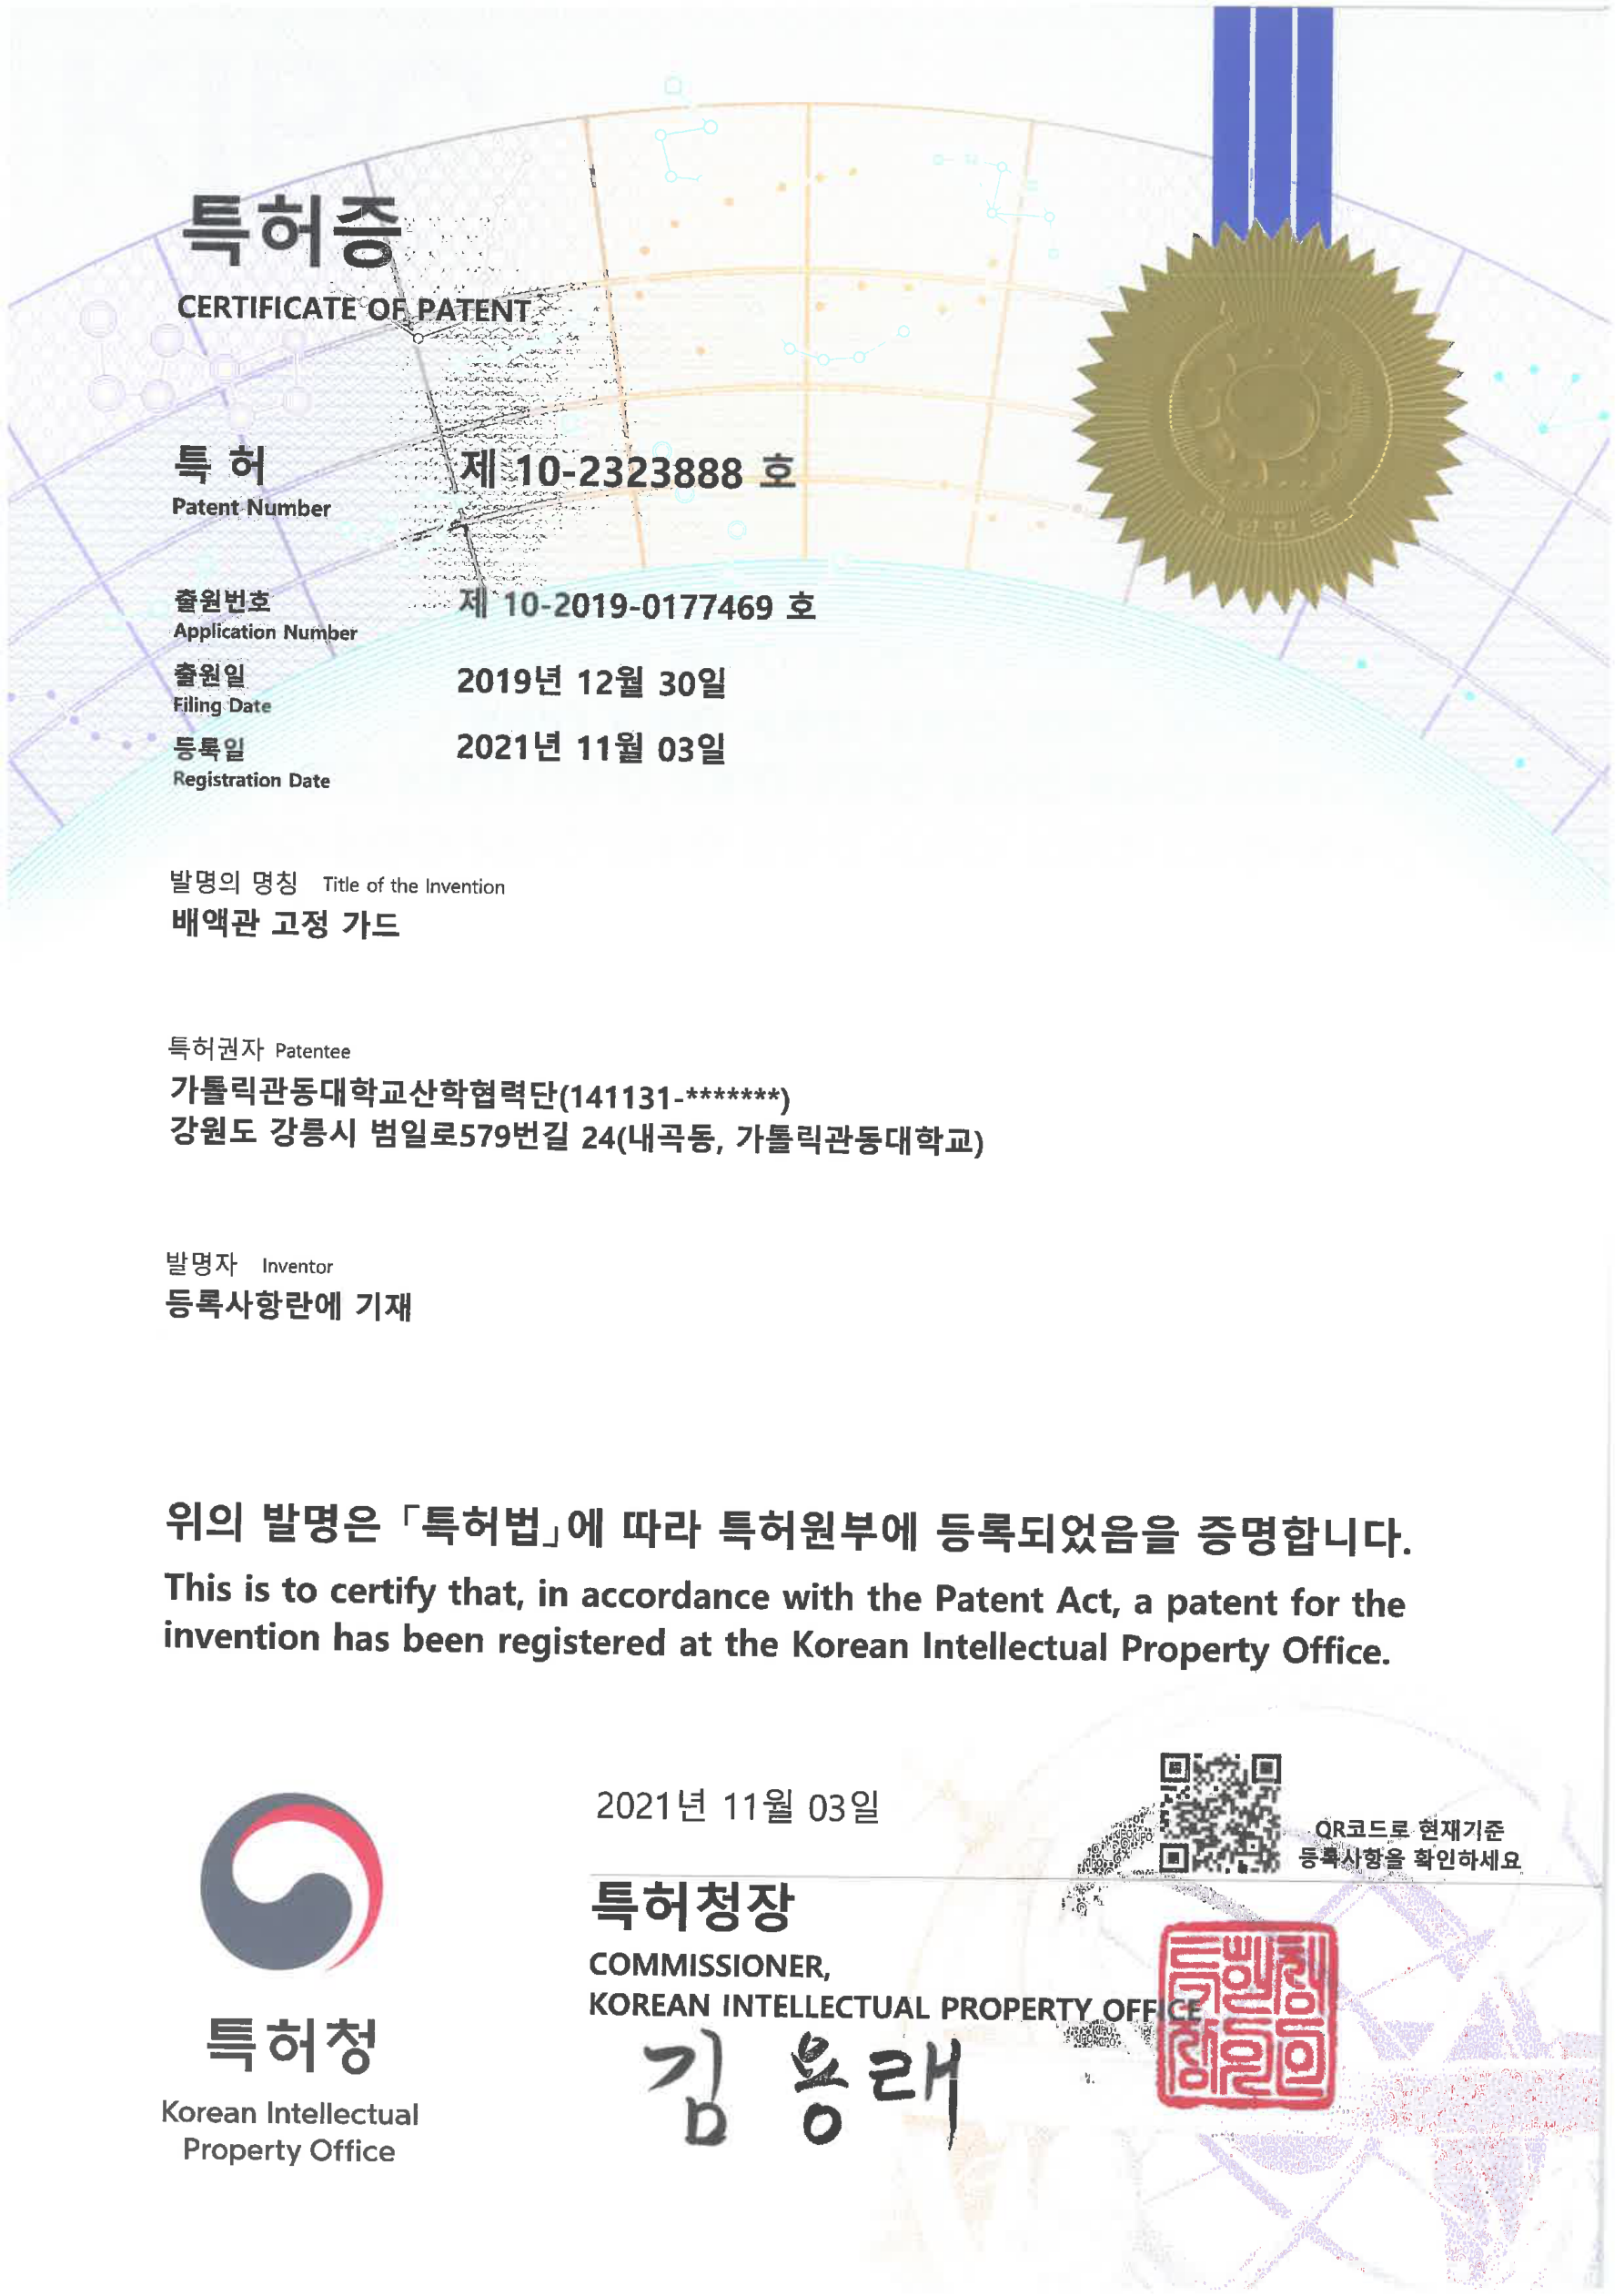 특허증
CERTIFICATE OF PATENT
특 허
Patent Number
제 10-2323888 호
출원번호
Application Number
제 10-2019-0177469 호
출원일
Filing Date
2019년 12월 30일
등록일
Registration Date
2021년 11월 03일
발명의 명칭 Title of the Invention
배액관 고정 가드
특허권자 Patentee
가톨릭관동대학교산학협력단(141131-*******)
강원도 강릉시 범일로579번길 24(내곡동, 가톨릭관동대학교)
발명자 Inventor
등록사항란에 기재
위의 발명은 「특허법」에 따라 특허원부에 등록되었음을 증명합니다.
This is to certify that, in accordance with the Patent Act, a patent for the
invention has been registered at the Korean Intellectual Property Office.
2021년 11월 03일
QR코드로 현재기준
등록사항을 확인하세요
특허청장
COMMISSIONER,
KOREAN INTELLECTUAL PROPERTY OFFICE
김용래
특허청
Korean Intellectual
Property Office